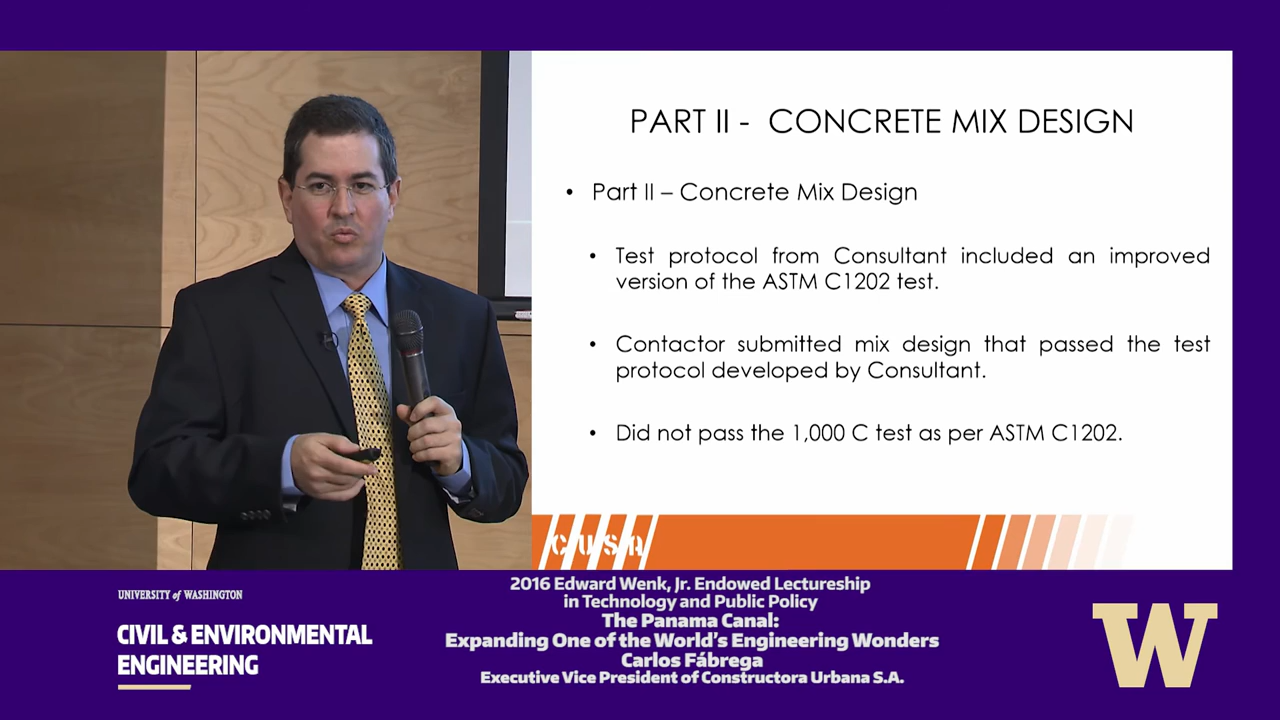 PART II - CONCRETE MIX DESIGN
• Part II – Concrete Mix Design
• Test protocol from Consultant included an improved
version of the ASTM C1202 test.
• Contactor submitted mix design that passed the test
protocol developed by Consultant.
• Did not pass the 1,000 C test as per ASTM C1202.
CUSA
UNIVERSITY of WASHINGTON
CIVIL & ENVIRONMENTAL
ENGINEERING
2016 Edward Wenk, Jr. Endowed Lectureship
in Technology and Public Policy
The Panama Canal:
Expanding One of the World's Engineering Wonders
Carlos Fábrega
Executive Vice President of Constructora Urbana S.A.
W